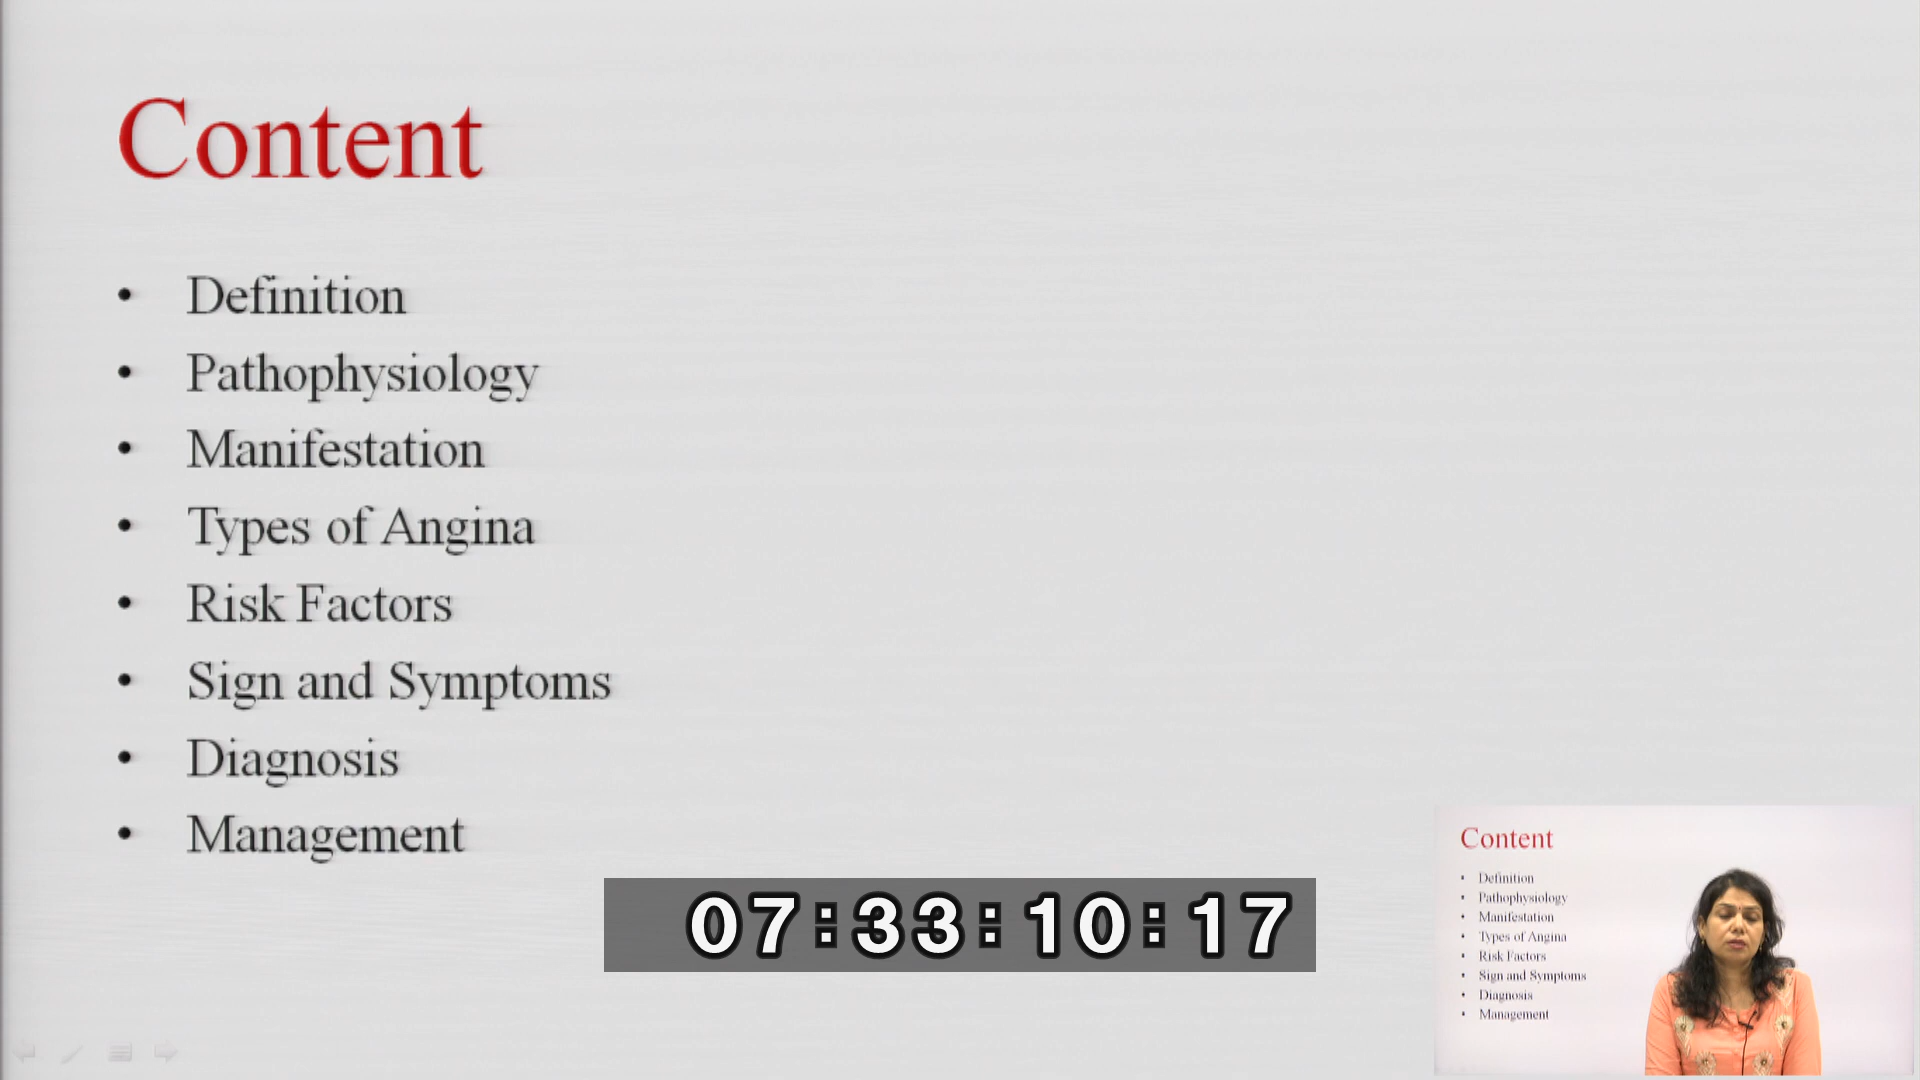 Content
• Definition
• Pathophysiology
• Manifestation
• Types of Angina
• Risk Factors
• Sign and Symptoms
• Diagnosis
• Management
07:33:10:17
Content
• Definition
• Pathophysiology
• Manifestation
• Types of Angina
• Risk Factors
• Sign and Symptoms
• Diagnosis
• Management